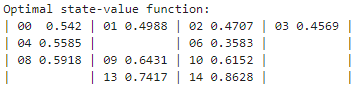 Optimal state-value function:
| 00  0.542 | 01 0.4988 | 02 0.4707 | 03 0.4569 |
| 04 0.5585 |           | 06 0.3583 |           |
| 08 0.5918 | 09 0.6431 | 10 0.6152 |           |
|           | 13 0.7417 | 14 0.8628 |           |